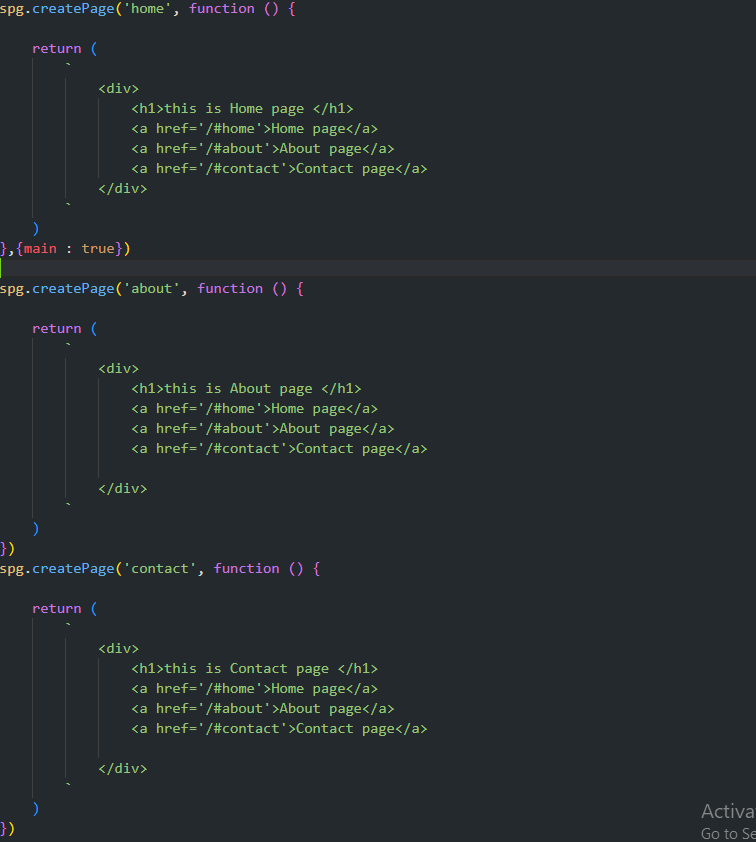 spg.createPage('home', function () {
    return (
        `
            <div>
                <h1>this is Home page </h1>
                <a href='/#home'>Home page</a>
                <a href='/#about'>About page</a>
                <a href='/#contact'>Contact page</a>
            </div>
        `
    )
},{main : true})
spg.createPage('about', function () {
    return (
        `
            <div>
                <h1>this is About page </h1>
                <a href='/#home'>Home page</a>
                <a href='/#about'>About page</a>
                <a href='/#contact'>Contact page</a>
            </div>
        `
    )
})
spg.createPage('contact', function () {
    return (
        `
            <div>
                <h1>this is Contact page </h1>
                <a href='/#home'>Home page</a>
                <a href='/#about'>About page</a>
                <a href='/#contact'>Contact page</a>
            </div>
        `
    )
})
Activa
Go to Se